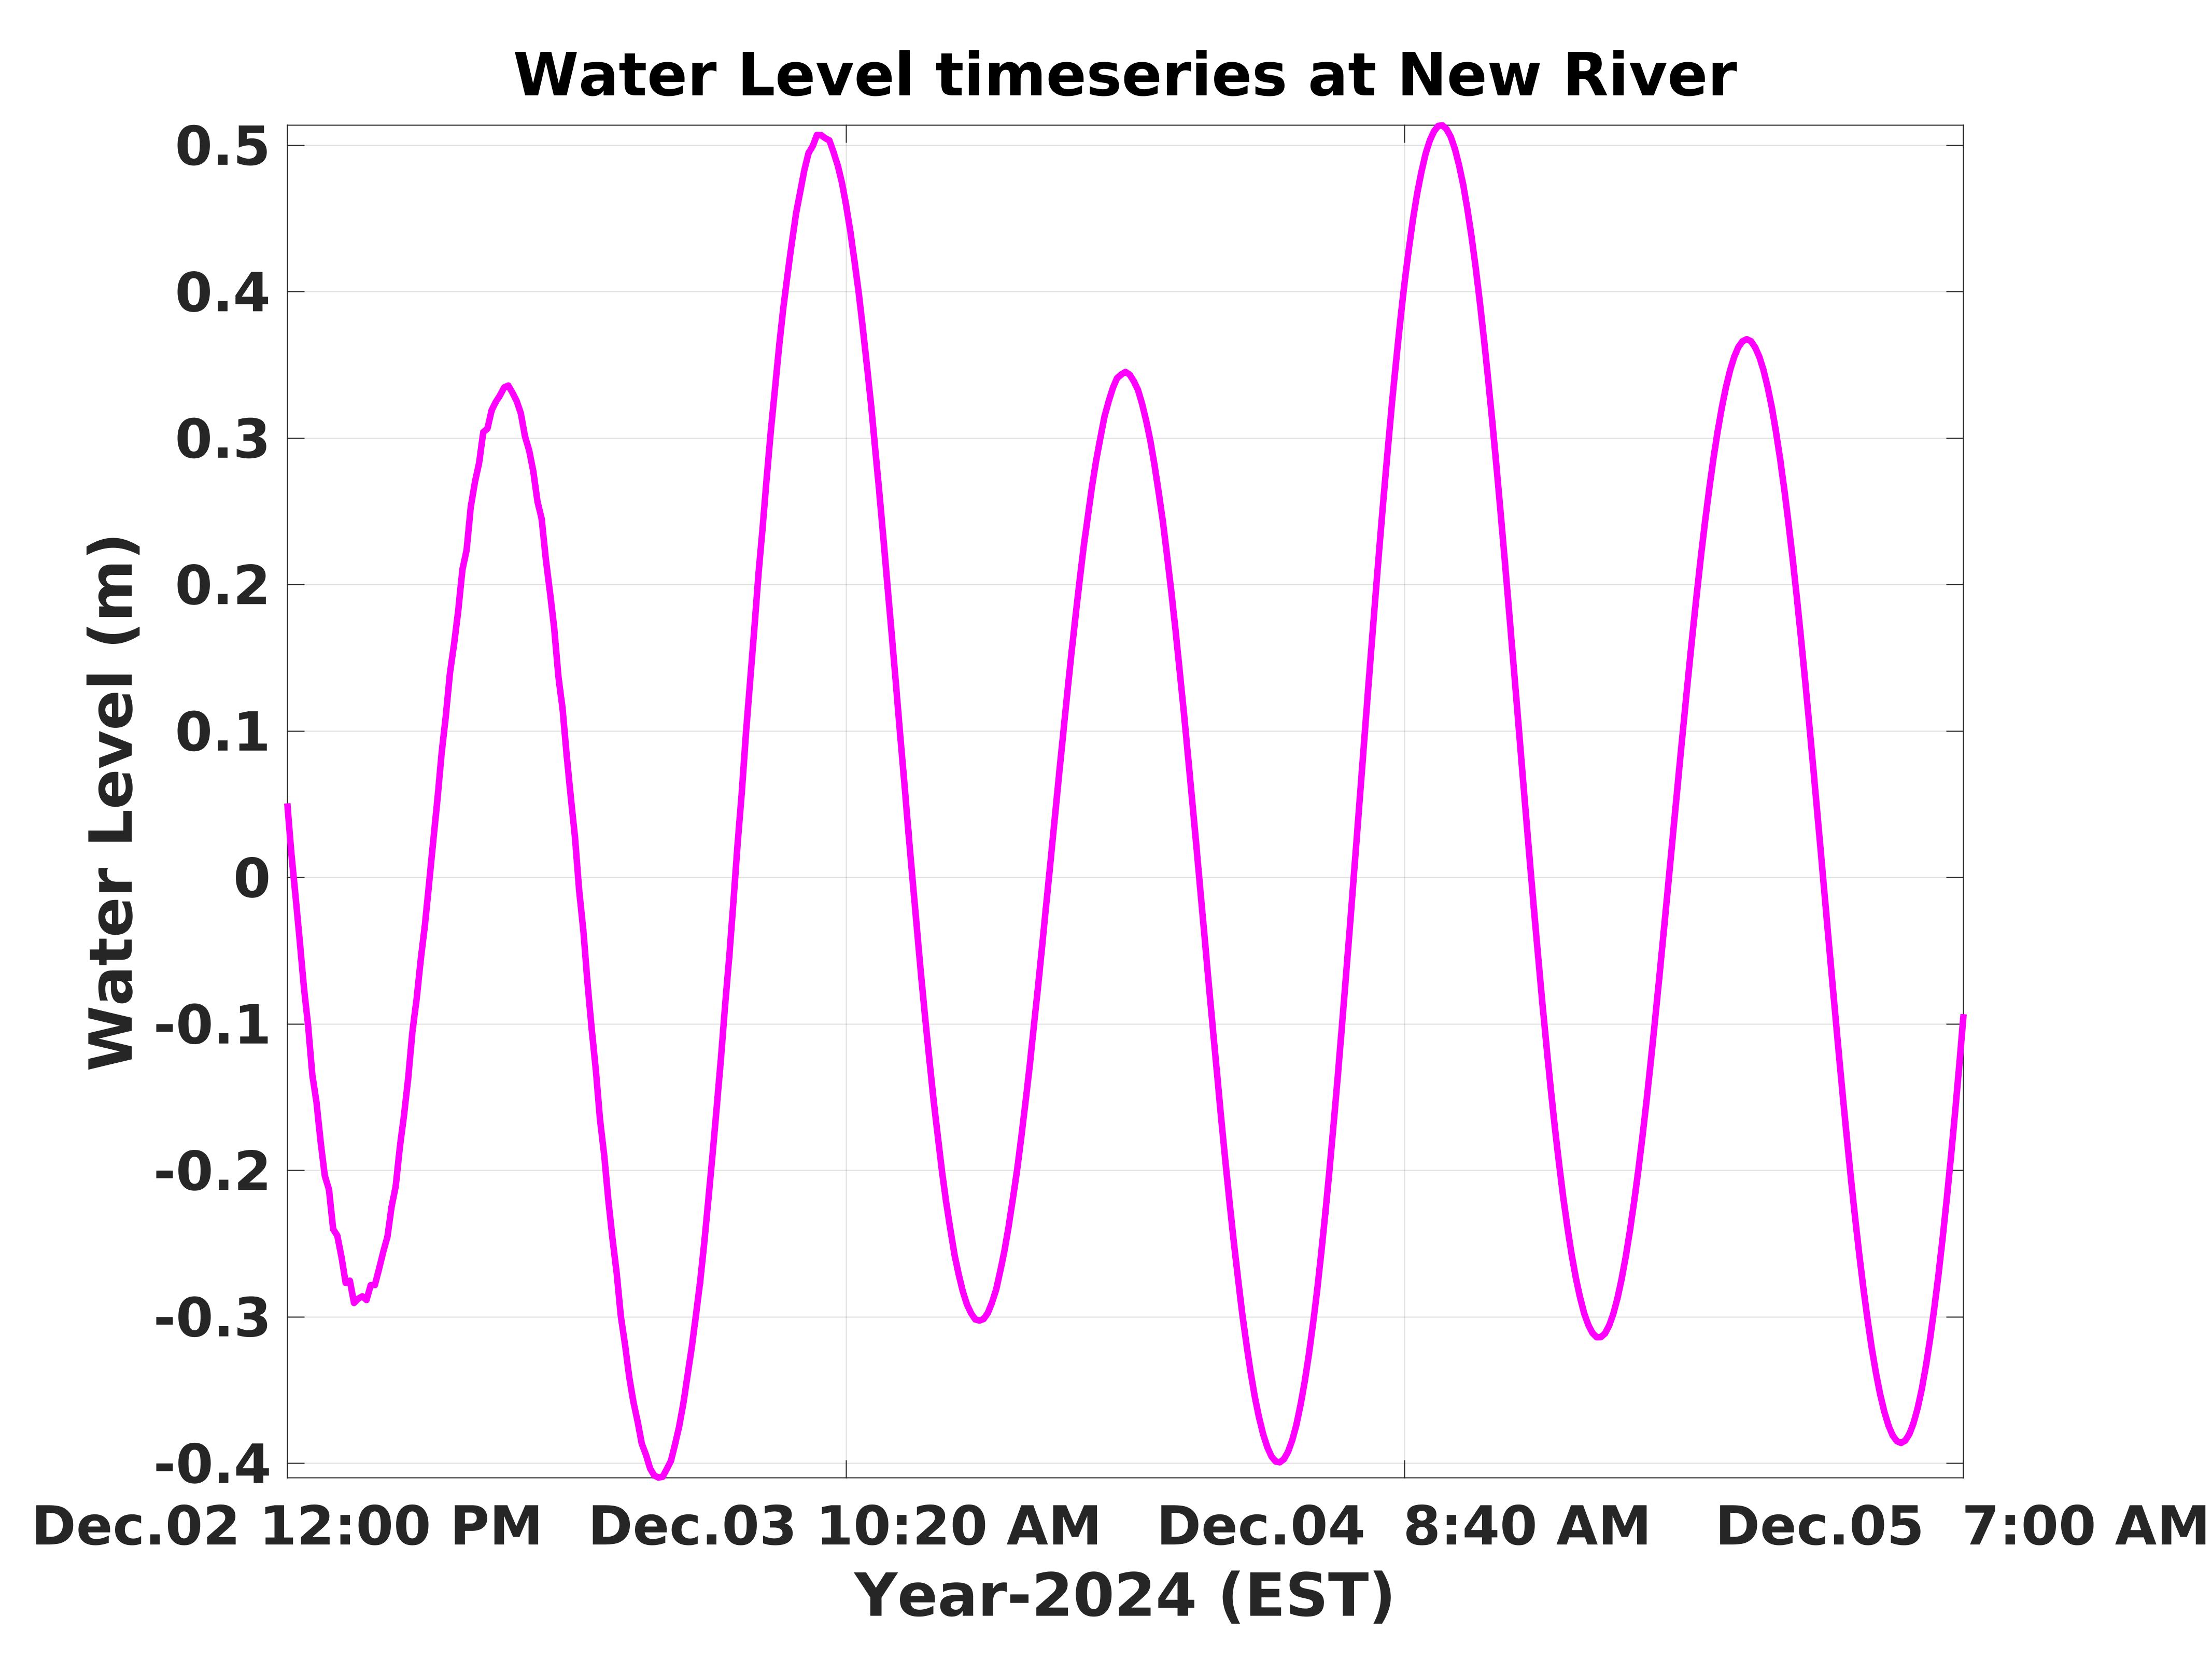 Water Level timeseries at New River
Water Level (m)
0.5
0.4
0.3
0.2
0.1
0
-0.1
-0.2
-0.3
-0.4
Dec.02 12:00 PM Dec.03 10:20 AM Dec.04 8:40 AM Dec.05 7:00 AM
Year-2024 (EST)